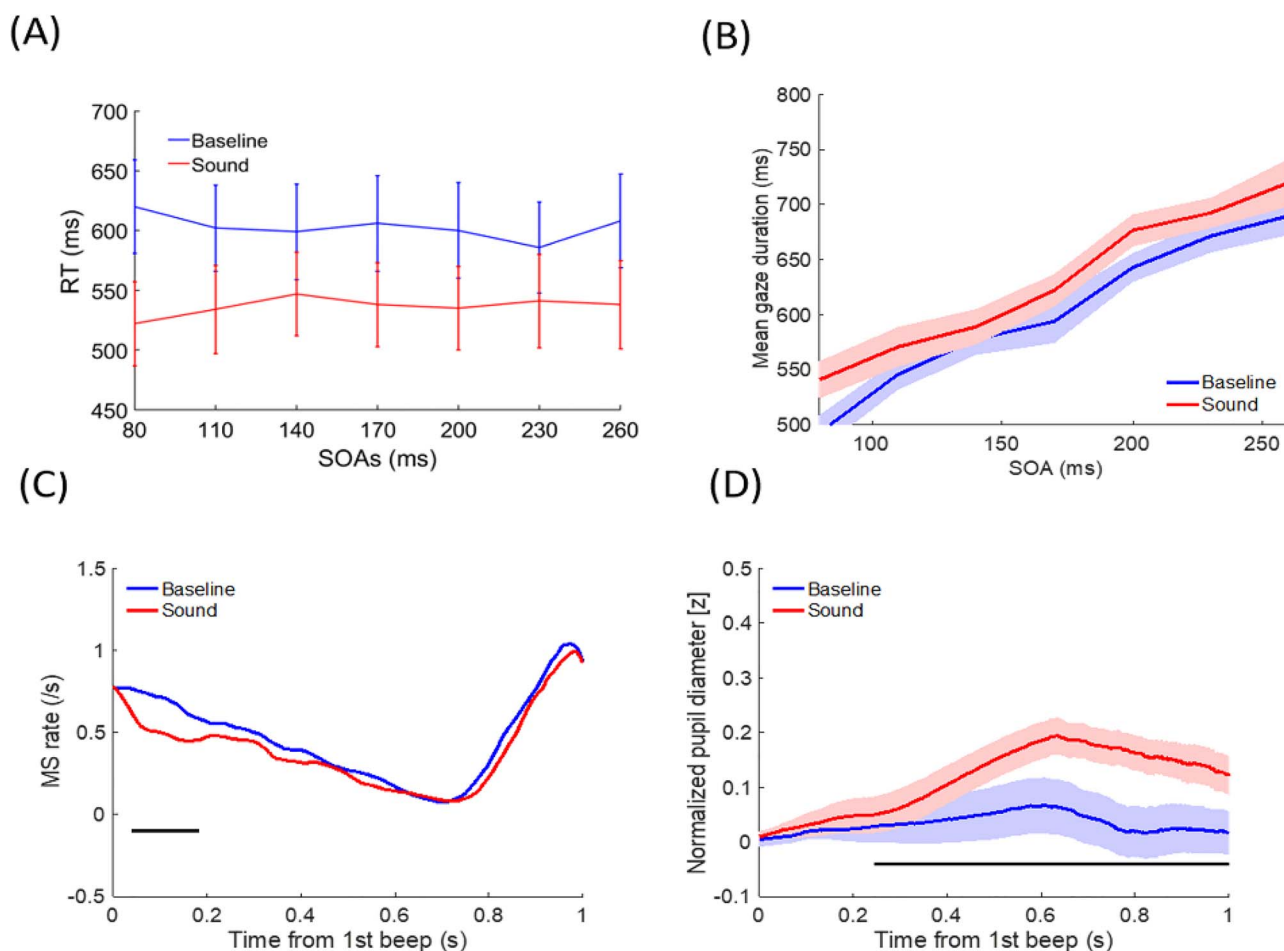 (A)
700
650
600
550
500
450
RT (ms)
Baseline
Sound
80 110 140 170 200 230 260
SOAs (ms)
(B)
800
750
700
650
600
550
500
Mean gaze duration (ms)
Baseline
Sound
100 150 200 250
SOA (ms)
(C)
1.5
1
0.5
0
-0.5
MS rate (/s)
Baseline
Sound
0 0.2 0.4 0.6 0.8 1
Time from 1st beep (s)
(D)
0.5
0.4
0.3
0.2
0.1
0
-0.1
Normalized pupil diameter [z]
Baseline
Sound
0 0.2 0.4 0.6 0.8 1
Time from 1st beep (s)